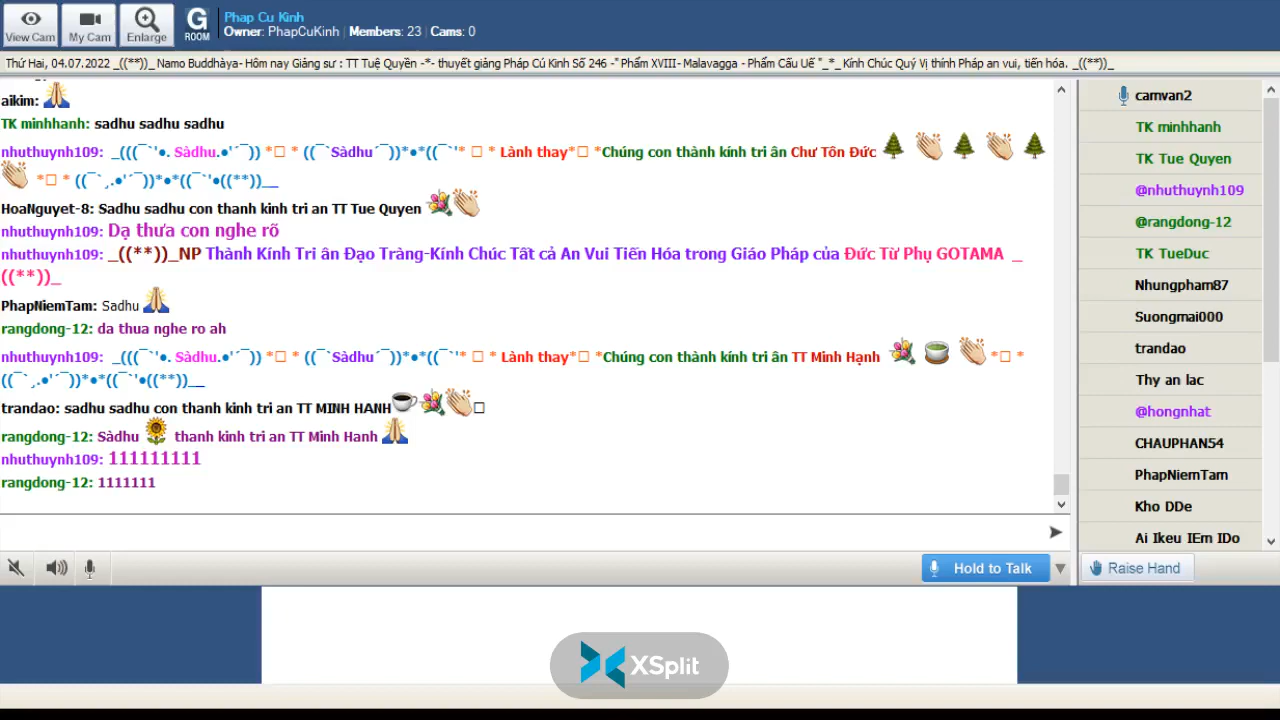 View Cam
My Cam
Enlarge
G
ROOM
Phap Cu Kinh
Owner: PhapCuKinh | Members: 23 | Cams: 0
Thứ Hai, 04.07.2022 _((**))_ Namo Buddhàya- Hôm nay Giảng sư : TT Tuệ Quyền -*- thuyết giảng Pháp Cú Kinh Số 246 -" Phẩm XVIII- Malavagga - Phẩm Cấu Uế "_*_ Kính Chúc Quý Vị thính Pháp an vui, tiến hóa. _((**))_
aikim: 🙏
TK minhhanh: sadhu sadhu sadhu
nhuthuynh109: _(((¯`'•. Sàdhu.•'´¯)) *□ * ((¯`Sàdhu´¯))*•*((¯`'* □ * Lành thay*□ *Chúng con thành kính tri ân Chư Tôn Đức 🌲 👏 🌲 👏 🌲
👏 *□ * ((¯`¸.•'´¯))*•*((¯`'•((**))__
HoaNguyet-8: Sadhu sadhu con thanh kinh tri an TT Tue Quyen 💐👏
nhuthuynh109: Dạ thưa con nghe rõ
nhuthuynh109: _((**))_NP Thành Kính Tri ân Đạo Tràng-Kính Chúc Tất cả An Vui Tiến Hóa trong Giáo Pháp của Đức Từ Phụ GOTAMA _
((**))_
PhapNiemTam: Sadhu 🙏
rangdong-12: da thua nghe ro ah
nhuthuynh109: _(((¯`'•. Sàdhu.•'´¯)) *□ * ((¯`Sàdhu´¯))*•*((¯`'* □ * Lành thay*□ *Chúng con thành kính tri ân TT Minh Hạnh 💐 🍵 👏 *□ *
((¯`¸.•'´¯))*•*((¯`'•((**))__
trandao: sadhu sadhu con thanh kinh tri an TT MINH HANH☕💐👏□
rangdong-12: Sàdhu 🌻 thanh kinh tri an TT Minh Hanh 🙏
nhuthuynh109: 111111111
rangdong-12: 1111111
camvan2
TK minhhanh
TK Tue Quyen
@nhuthuynh109
@rangdong-12
TK TueDuc
Nhungpham87
Suongmai000
trandao
Thy an lac
@hongnhat
CHAUPHAN54
PhapNiemTam
Kho DDe
Ai Ikeu IEm IDo
Hold to Talk
Raise Hand
XSplit